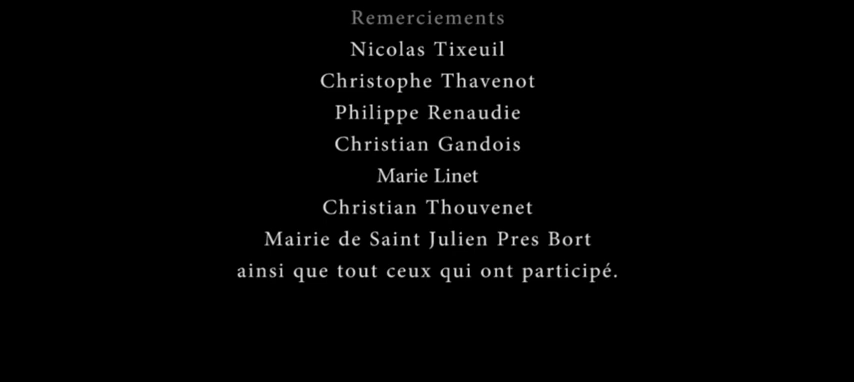 Remerciements
Nicolas Tixeuil
Christophe Thavenot
Philippe Renaudie
Christian Gandois
Marie Linet
Christian Thouvenet
Mairie de Saint Julien Pres Bort
ainsi que tout ceux qui ont participé.